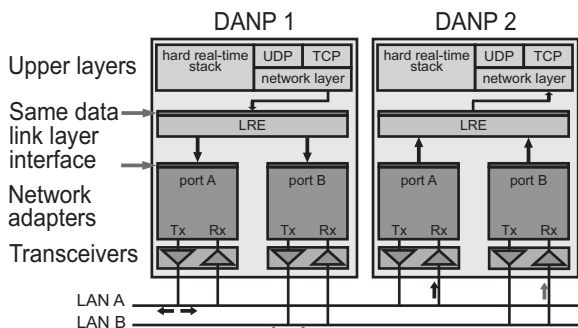 DANP 1 DANP 2
Upper layers
hard real-time stack UDP TCP network layer
hard real-time stack UDP TCP network layer
Same data link layer interface
LRE LRE
Network adapters
port A port B port A port B
Tx Rx Tx Rx Tx Rx Tx Rx
Transceivers
LAN A
LAN B